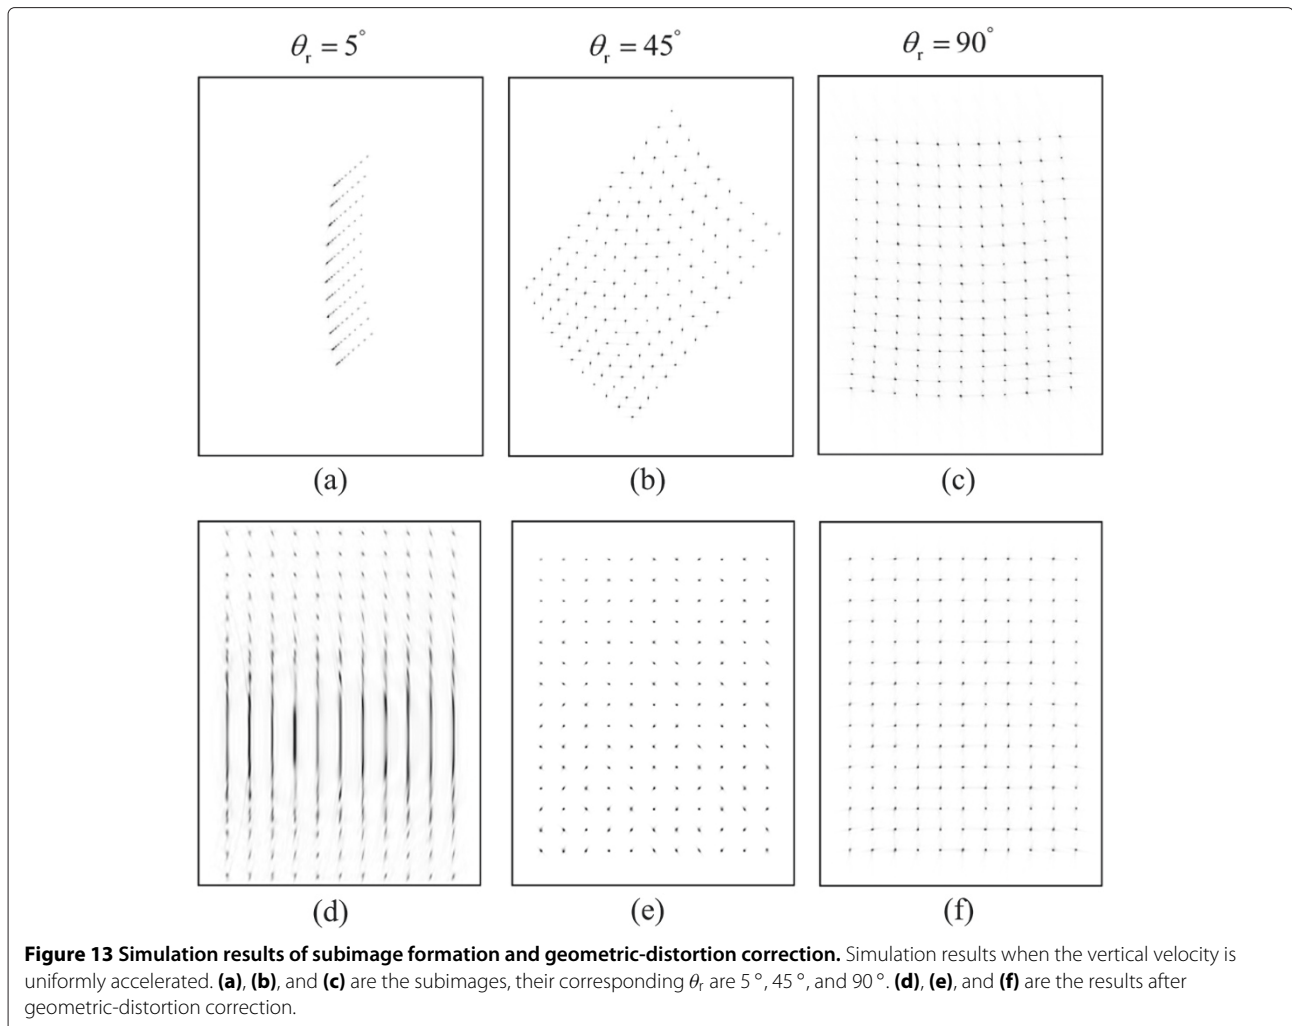 θr = 5° θr = 45° θr = 90°
(a) (b) (c)
(d) (e) (f)
Figure 13 Simulation results of subimage formation and geometric-distortion correction. Simulation results when the vertical velocity is
uniformly accelerated. (a), (b), and (c) are the subimages, their corresponding θr are 5 °, 45 °, and 90 °. (d), (e), and (f) are the results after
geometric-distortion correction.